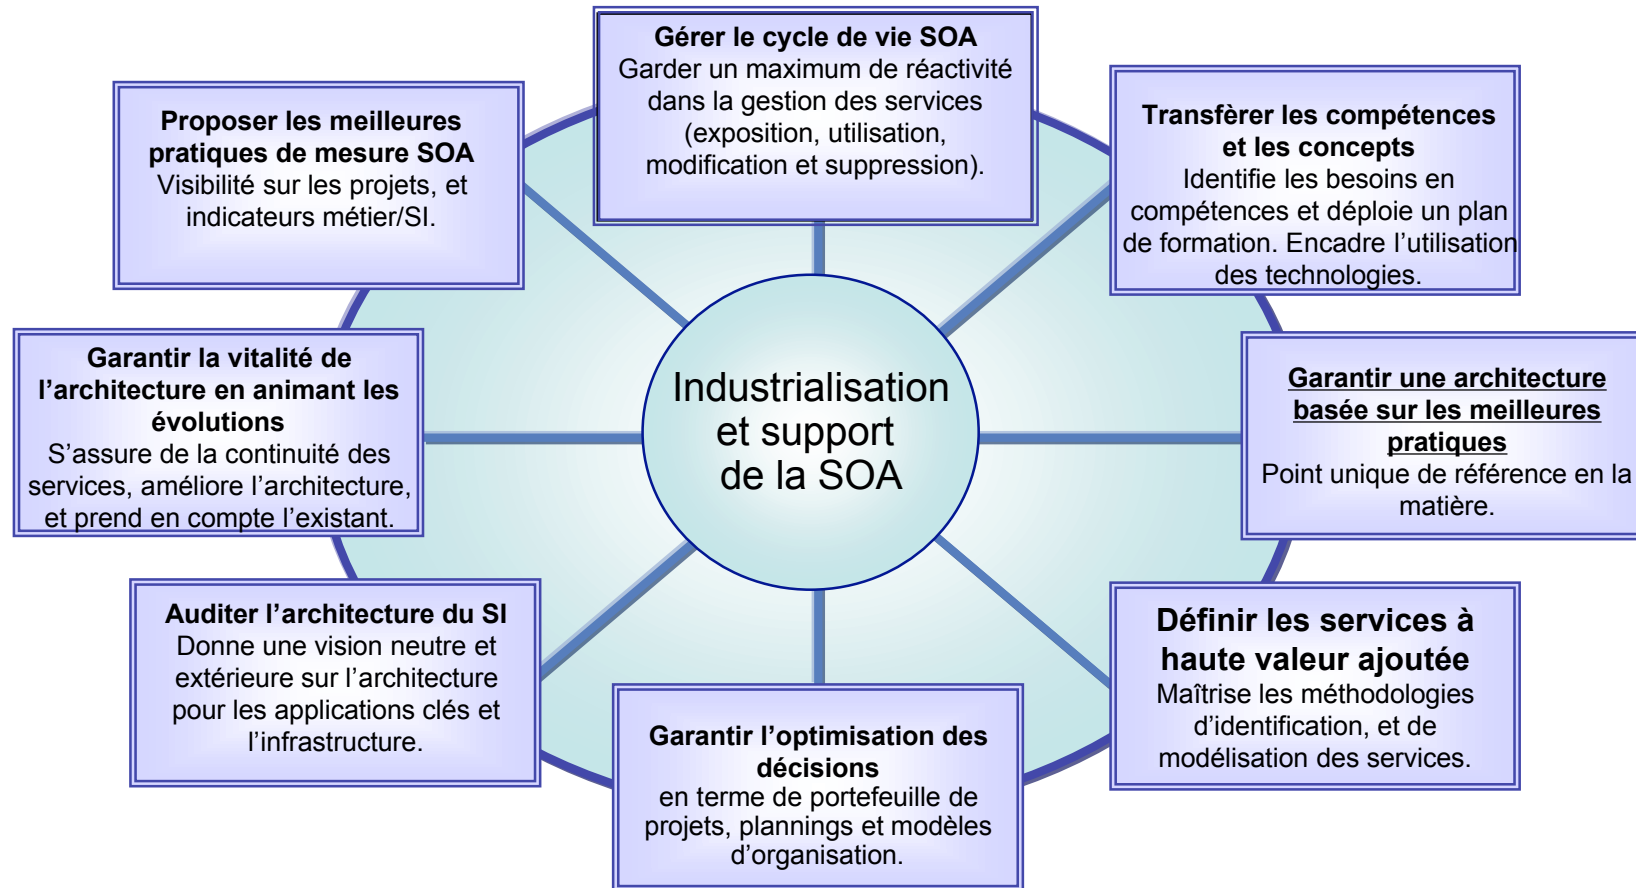 Gérer le cycle de vie SOA
Garder un maximum de réactivité
dans la gestion des services
(exposition, utilisation,
modification et suppression).
Proposer les meilleures
pratiques de mesure SOA
Visibilité sur les projets, et
indicateurs métier/SI.
Transfèrer les compétences
et les concepts
Identifie les besoins en
compétences et déploie un plan
de formation. Encadre l’utilisation
des technologies.
Garantir la vitalité de
l’architecture en animant les
évolutions
S’assure de la continuité des
services, améliore l’architecture,
et prend en compte l’existant.
Industrialisation
et support
de la SOA
Garantir une architecture
basée sur les meilleures
pratiques
Point unique de référence en la
matière.
Auditer l’architecture du SI
Donne une vision neutre et
extérieure sur l’architecture
pour les applications clés et
l’infrastructure.
Garantir l’optimisation des
décisions
en terme de portefeuille de
projets, plannings et modèles
d’organisation.
Définir les services à
haute valeur ajoutée
Maîtrise les méthodologies
d’identification, et de
modélisation des services.